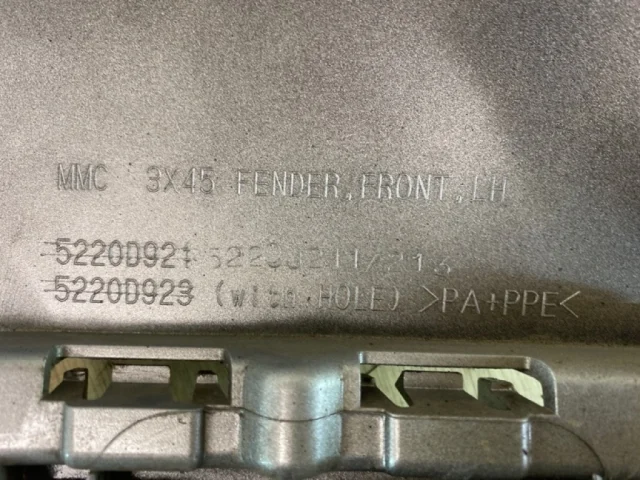 MMC 3X45 FENDER,FRONT,LH
5220D921
5220D923 (with HOLE) >PA+PPE<